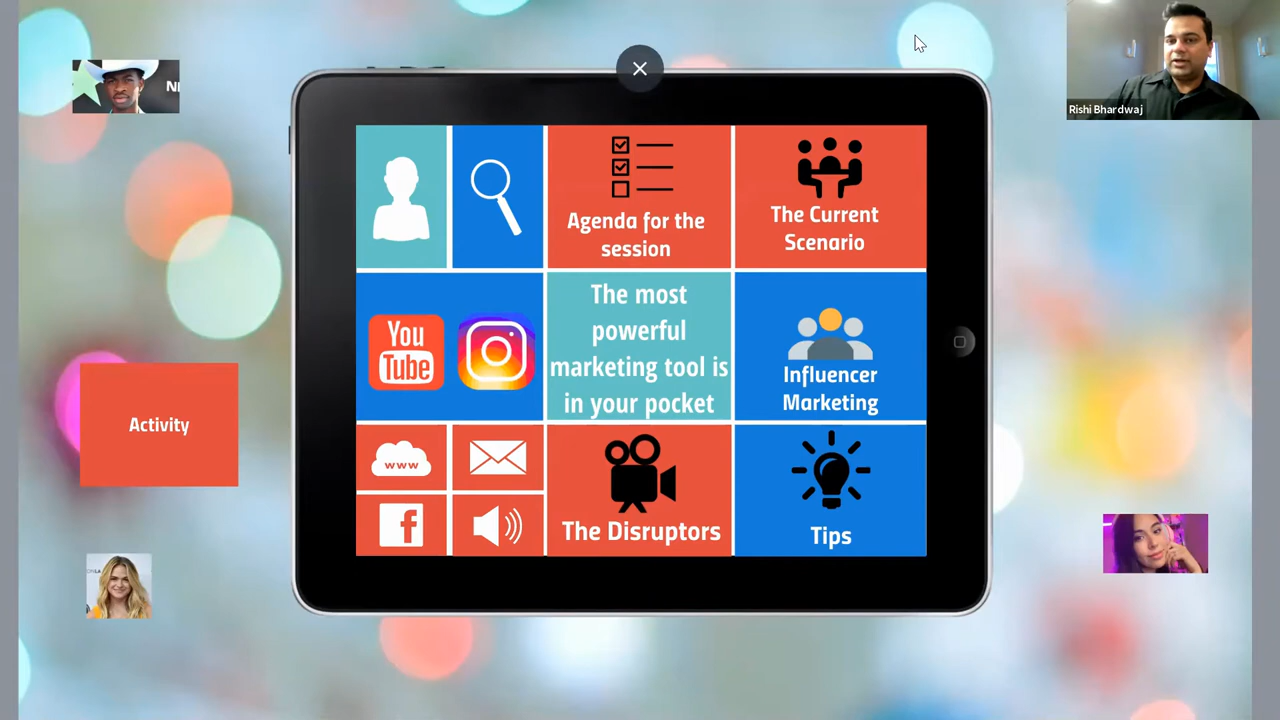 N
Rishi Bhardwaj
Agenda for the
session
The Current
Scenario
You
Tube
The most
powerful
marketing tool is
in your pocket
Influencer
Marketing
Activity
www
f
The Disruptors
Tips